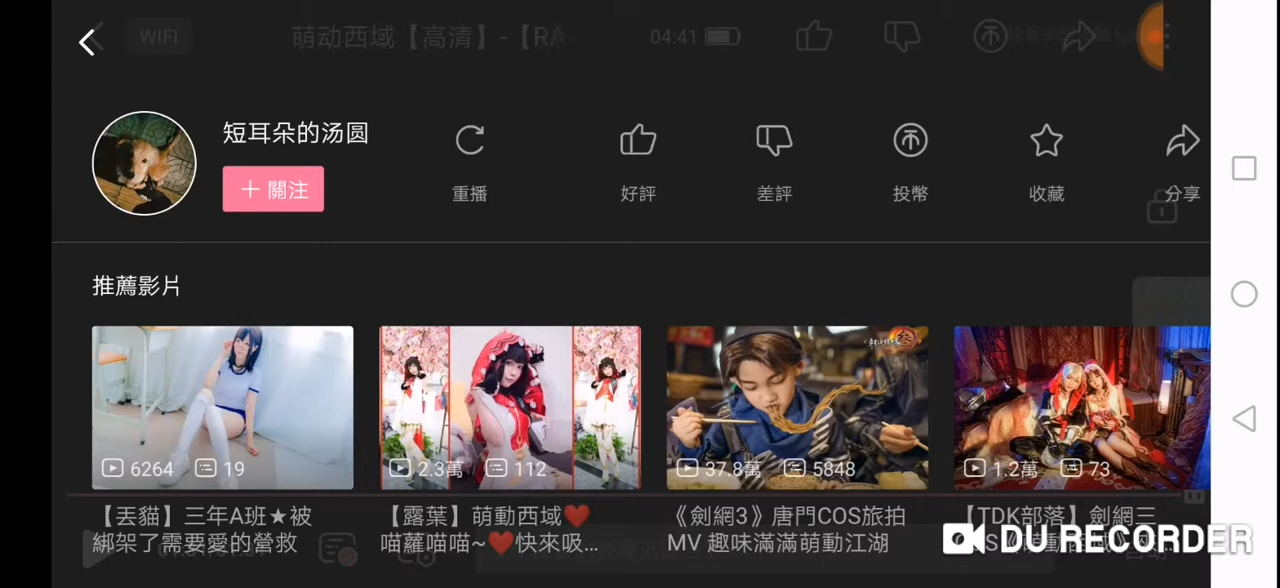 WIFI
萌动西域【高清】-【RA
04:41
短耳朵的汤圆
＋ 關注
重播
好評
差評
投幣
收藏
分享
推薦影片
6264
19
2.3萬
112
37.8萬
5848
1.2萬
73
【丟貓】三年A班★被
綁架了需要愛的營救
【露葉】萌動西域❤️
喵蘿喵喵~❤️快來吸...
《劍網3》唐門COS旅拍
MV 趣味滿滿萌動江湖
【TDK部落】劍網三
DU RECORDER